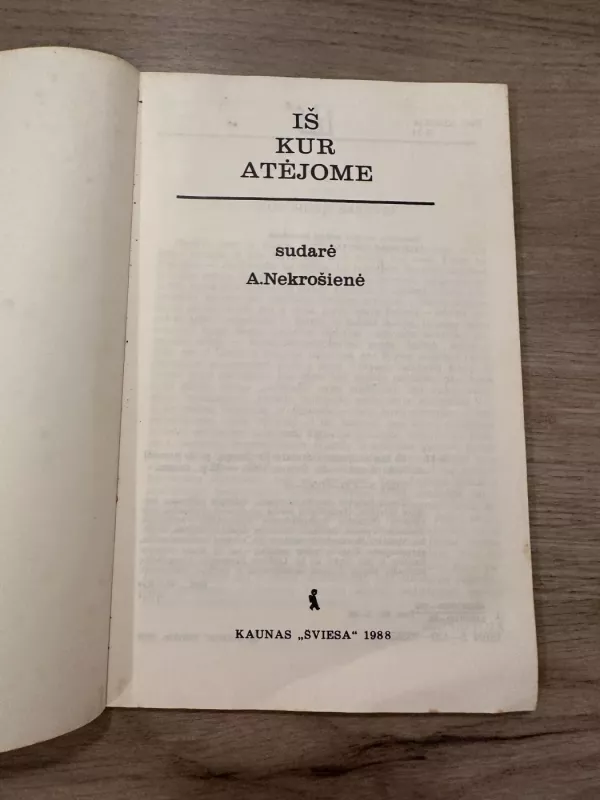 IŠ
KUR
ATĖJOME
sudarė
A.Nekrošienė
KAUNAS „ŠVIESA“ 1988